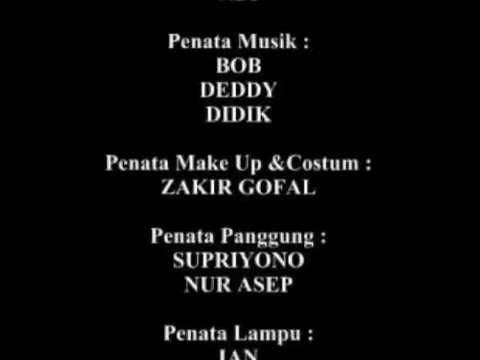 Penata Musik :
BOB
DEDDY
DIDIK
Penata Make Up &Costum :
ZAKIR GOFAL
Penata Panggung :
SUPRIYONO
NUR ASEP
Penata Lampu :